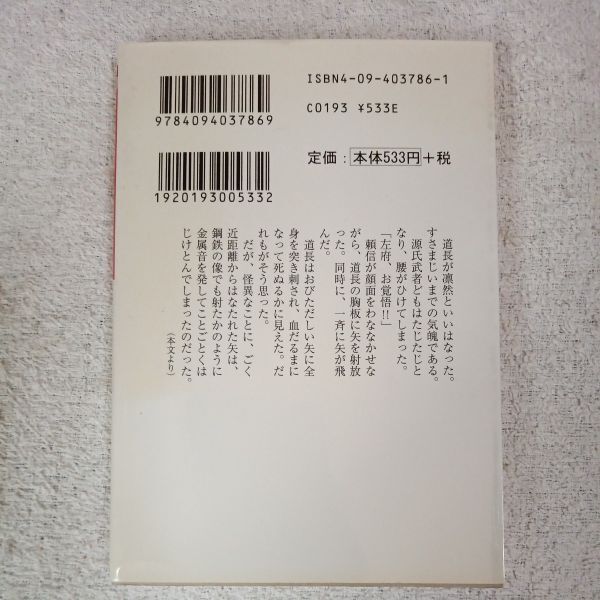 ISBN4-09-403786-1
C0193 ¥533E
9784094037869
定価：本体533円+税
1920193005332
道長が凛然といいはなった。
すさまじいまでの気魄である。
源氏武者どもはたじたじと
なり、腰がひけてしまった。
「左府、お覚悟!!」
頼信が顔面をわななかせな
がら、道長の胸板に矢を射放
った。同時に、一斉に矢が飛
んだ。
道長はおびただしい矢に全
身を突き刺され、血だるまに
なって死ぬるかに見えた。だ
れもがそう思った。
だが、怪異なことに、ごく
近距離からはなたれた矢は、
鋼鉄の像でも射たかのように
金属音を発してことごとくは
じけとんでしまったのだった。
（本文より）